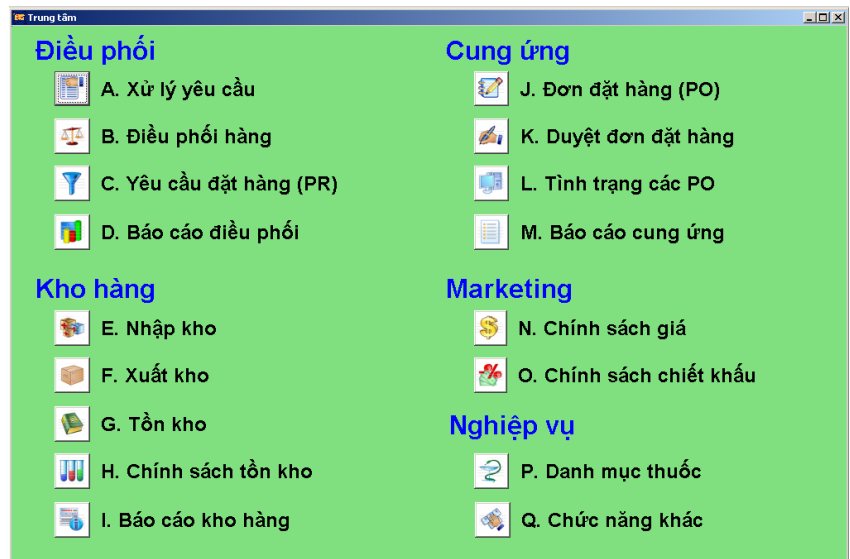 Trung tâm
Điều phối
A. Xử lý yêu cầu
B. Điều phối hàng
C. Yêu cầu đặt hàng (PR)
D. Báo cáo điều phối
Kho hàng
E. Nhập kho
F. Xuất kho
G. Tồn kho
H. Chính sách tồn kho
I. Báo cáo kho hàng
Cung ứng
J. Đơn đặt hàng (PO)
K. Duyệt đơn đặt hàng
L. Tình trạng các PO
M. Báo cáo cung ứng
Marketing
N. Chính sách giá
O. Chính sách chiết khấu
Nghiệp vụ
P. Danh mục thuốc
Q. Chức năng khác